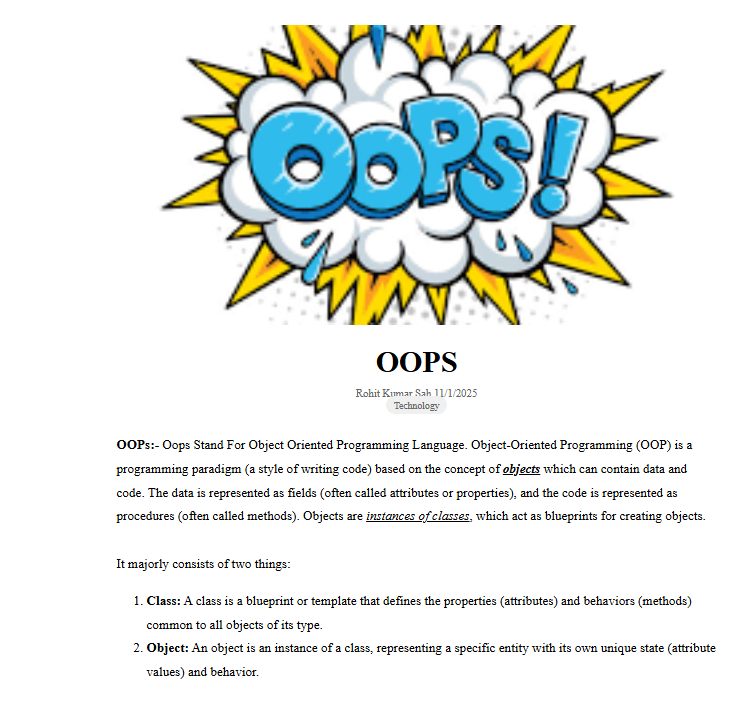 OOPS!
OOPS
Rohit Kumar Sah 11/1/2025
Technology
OOPs:- Oops Stand For Object Oriented Programming Language. Object-Oriented Programming (OOP) is a
programming paradigm (a style of writing code) based on the concept of objects which can contain data and
code. The data is represented as fields (often called attributes or properties), and the code is represented as
procedures (often called methods). Objects are instances of classes, which act as blueprints for creating objects.
It majorly consists of two things:
1. Class: A class is a blueprint or template that defines the properties (attributes) and behaviors (methods)
common to all objects of its type.
2. Object: An object is an instance of a class, representing a specific entity with its own unique state (attribute
values) and behavior.